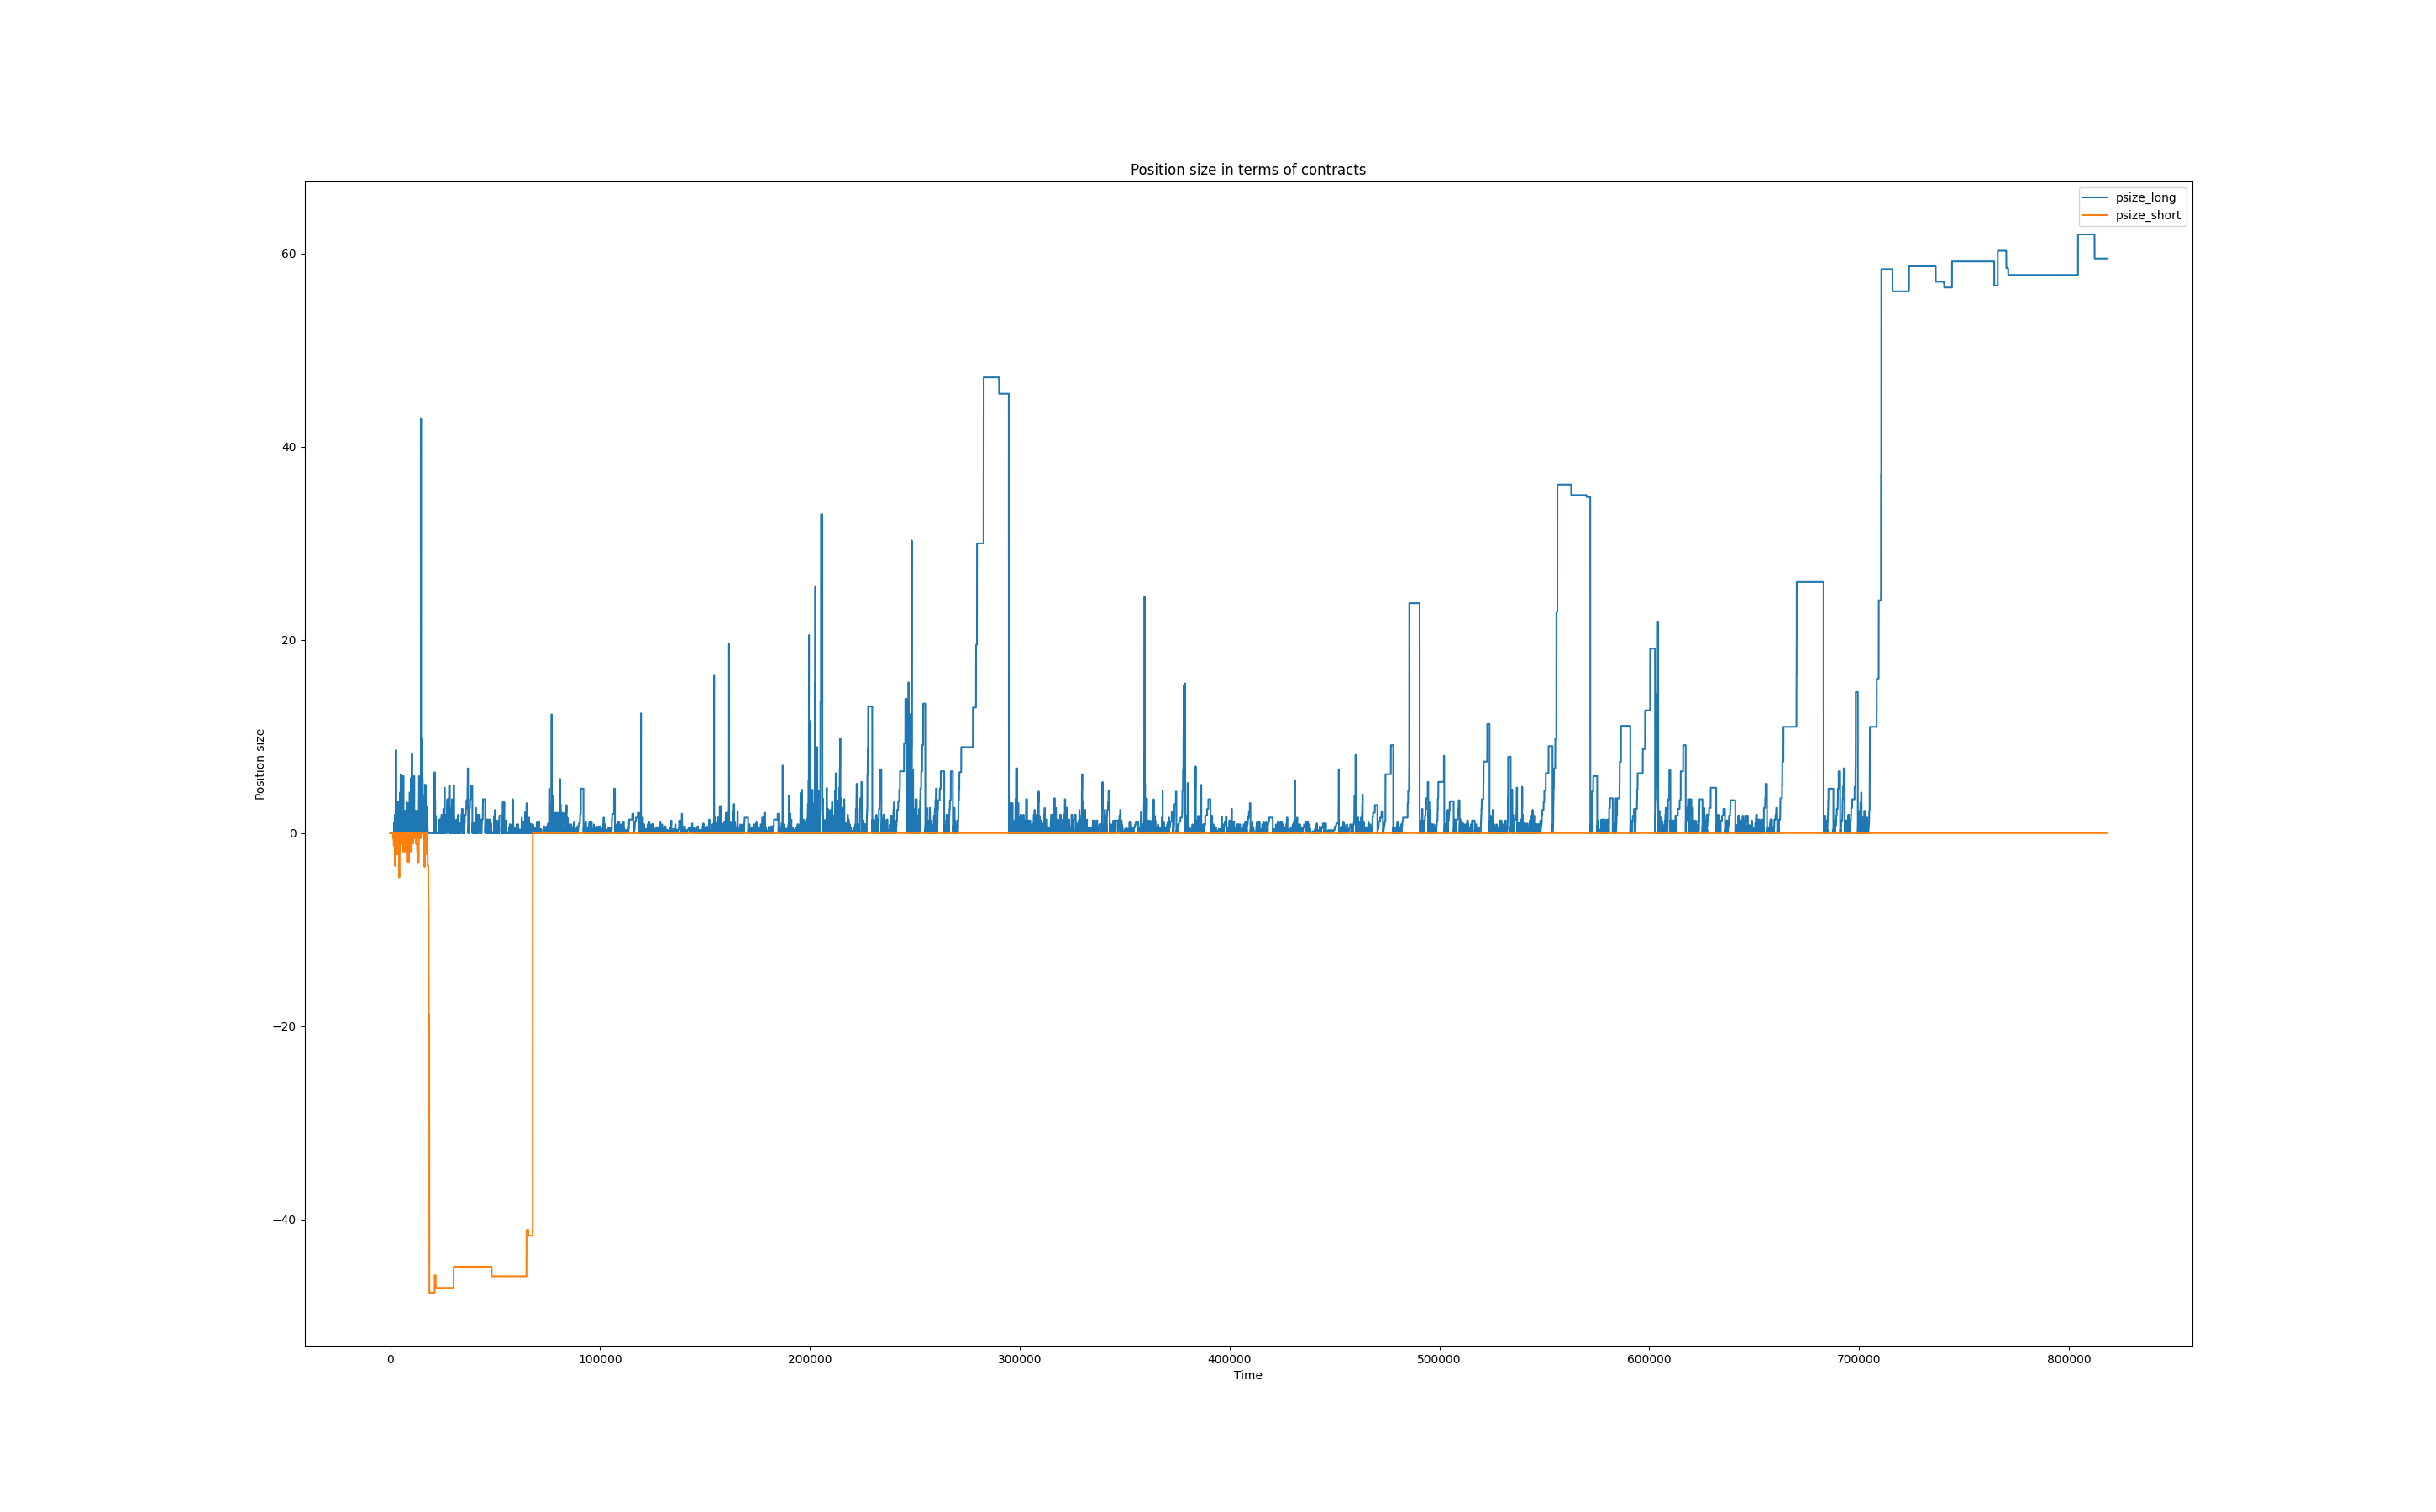 Position size in terms of contracts
psize_long
psize_short
Position size
60
40
20
0
−20
−40
0 100000 200000 300000 400000 500000 600000 700000 800000
Time